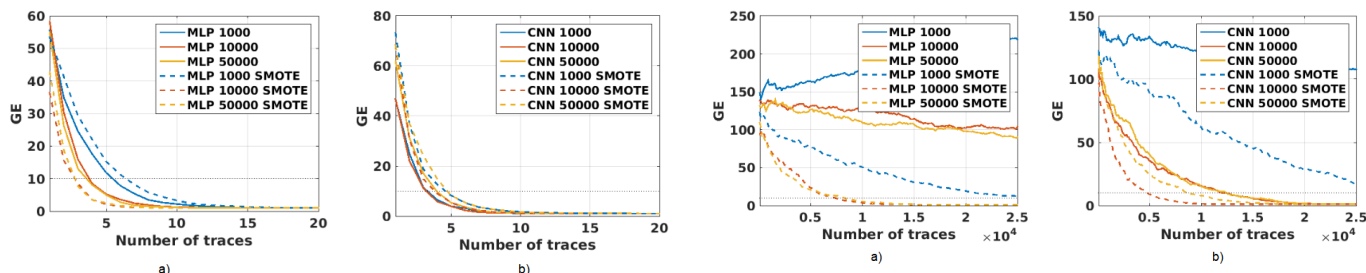 60
50
40
30
20
10
0
GE
5
10
15
20
Number of traces
MLP 1000
MLP 10000
MLP 50000
MLP 1000 SMOTE
MLP 10000 SMOTE
MLP 50000 SMOTE
a)
80
60
40
20
0
GE
5
10
15
20
Number of traces
CNN 1000
CNN 10000
CNN 50000
CNN 1000 SMOTE
CNN 10000 SMOTE
CNN 50000 SMOTE
b)
250
200
150
100
50
0
GE
0.5
1
1.5
2
2.5
Number of traces
×10⁴
MLP 1000
MLP 10000
MLP 50000
MLP 1000 SMOTE
MLP 10000 SMOTE
MLP 50000 SMOTE
a)
150
100
50
0
GE
0.5
1
1.5
2
2.5
Number of traces
×10⁴
CNN 1000
CNN 10000
CNN 50000
CNN 1000 SMOTE
CNN 10000 SMOTE
CNN 50000 SMOTE
b)